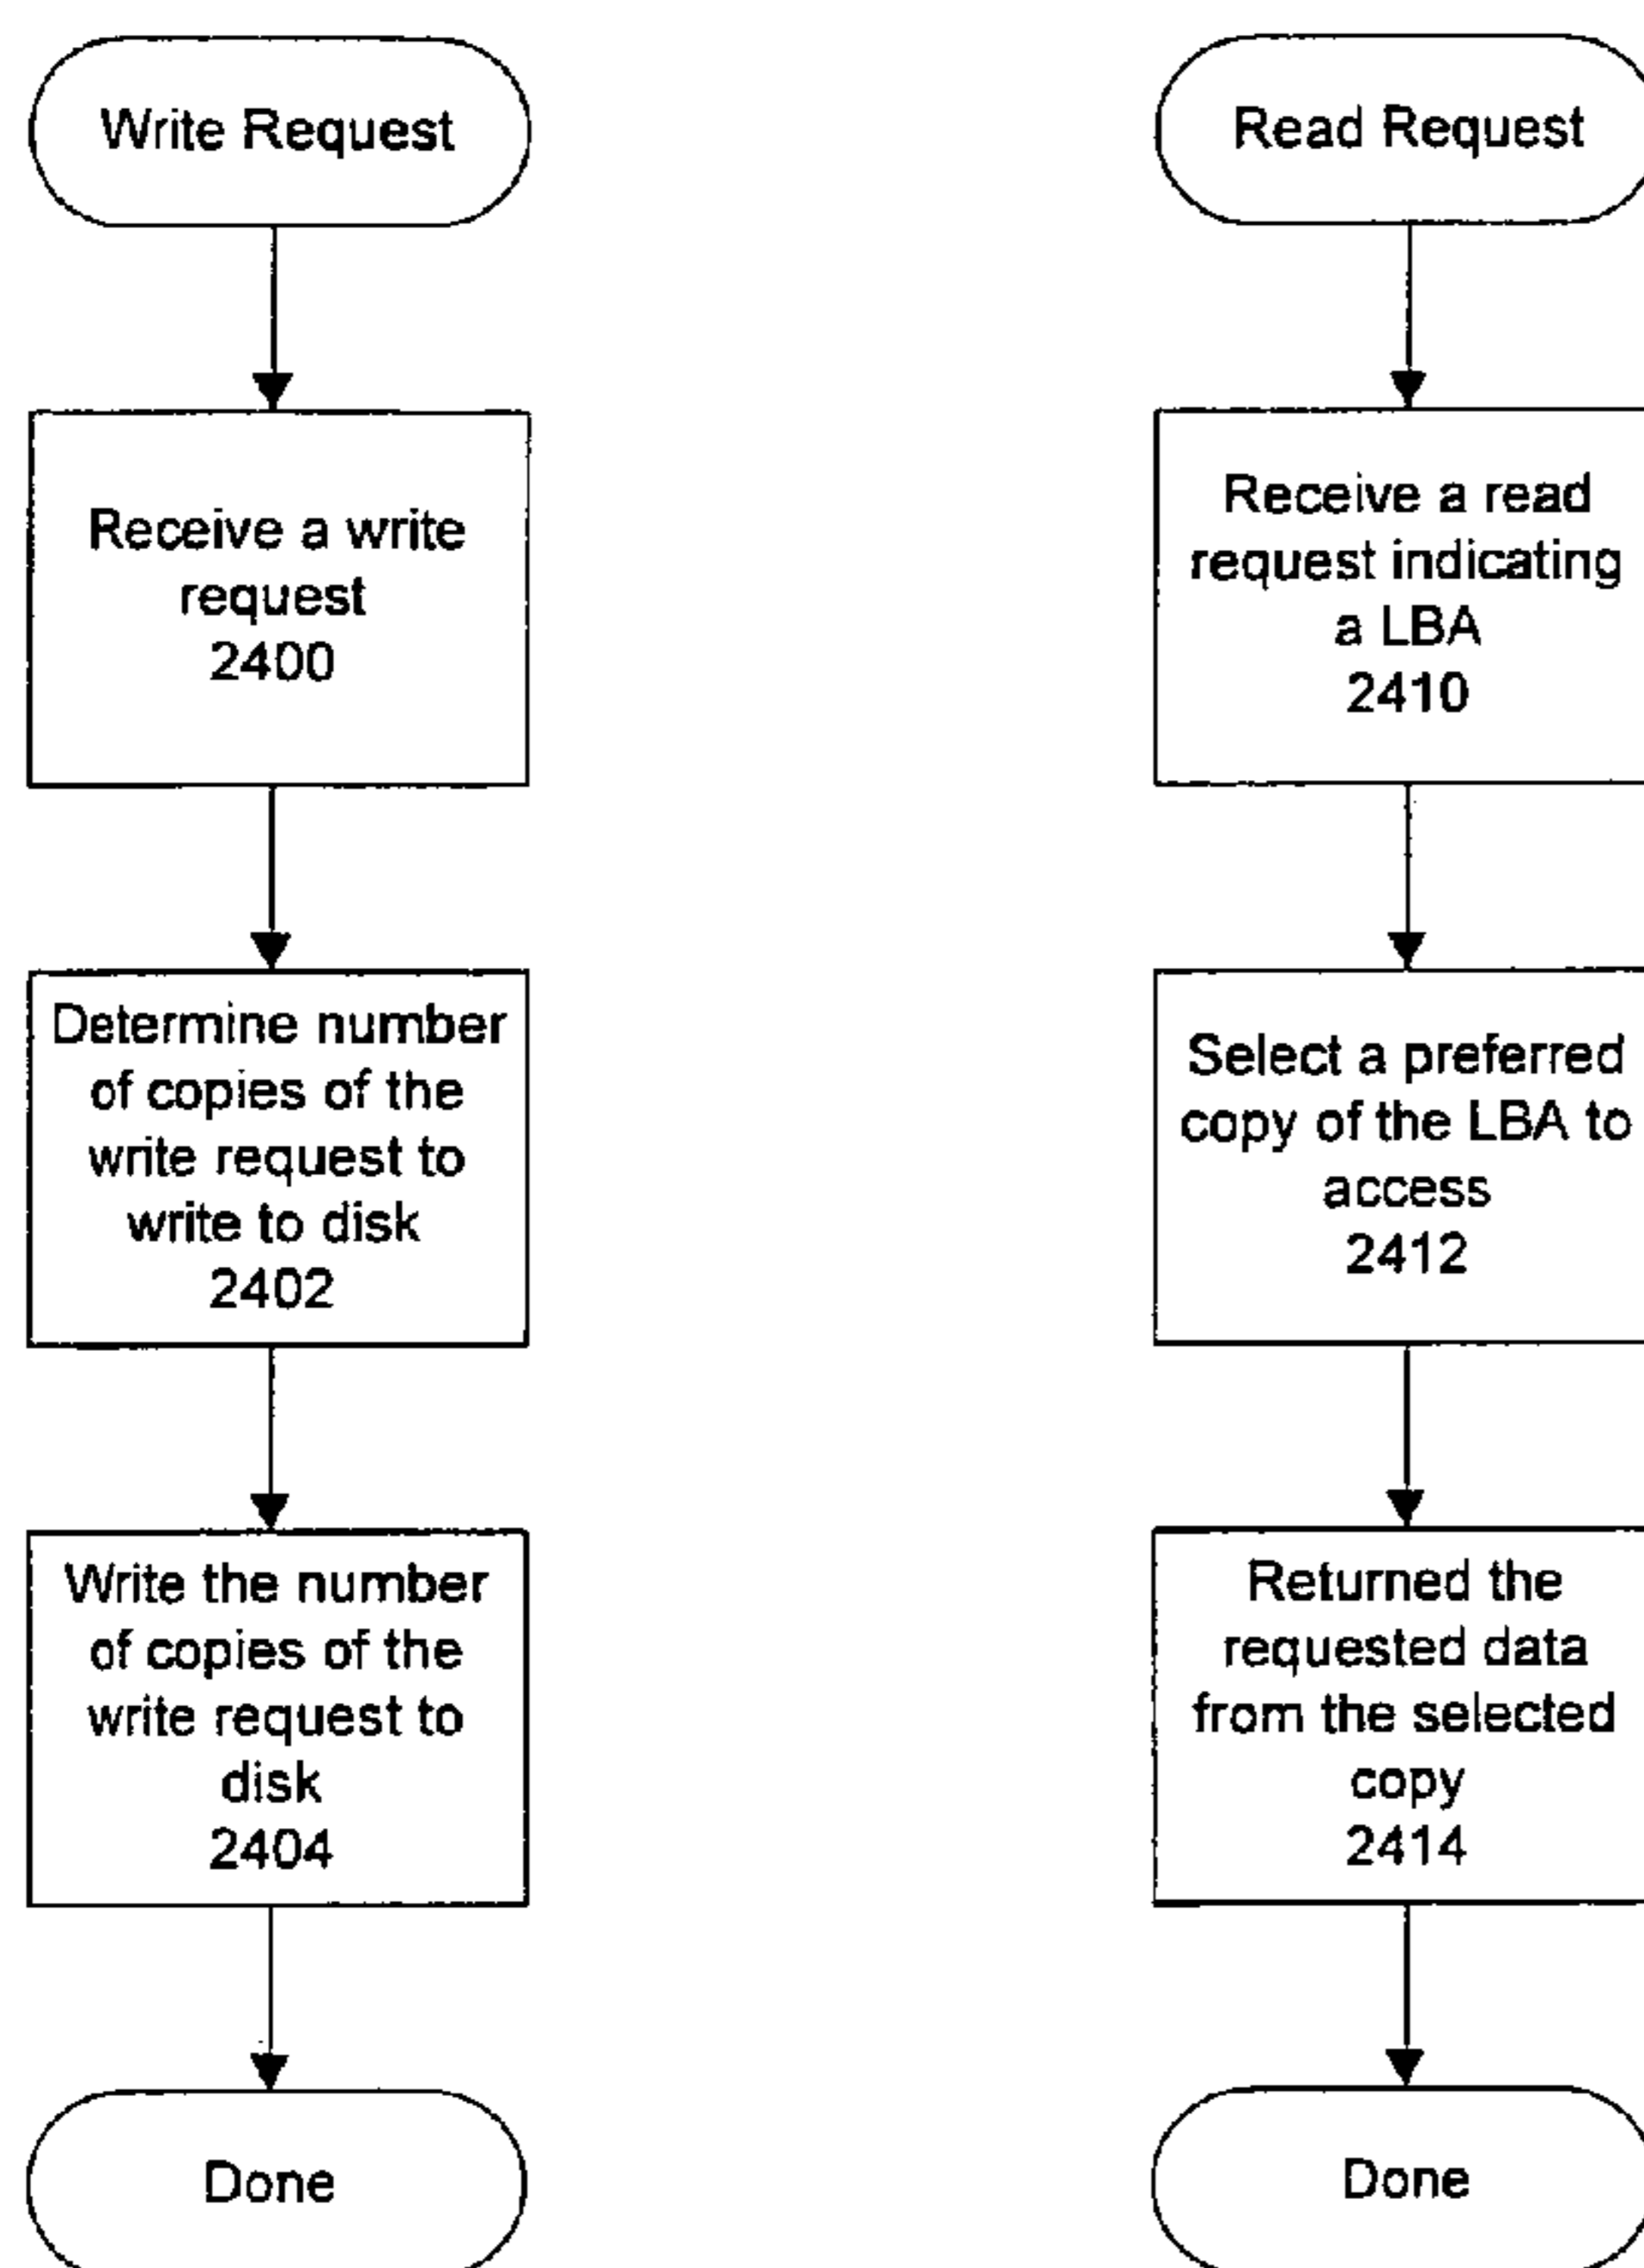 Write Request
Receive a write
request
2400
Determine number
of copies of the
write request to
write to disk
2402
Write the number
of copies of the
write request to
disk
2404
Done
Read Request
Receive a read
request indicating
a LBA
2410
Select a preferred
copy of the LBA to
access
2412
Returned the
requested data
from the selected
copy
2414
Done